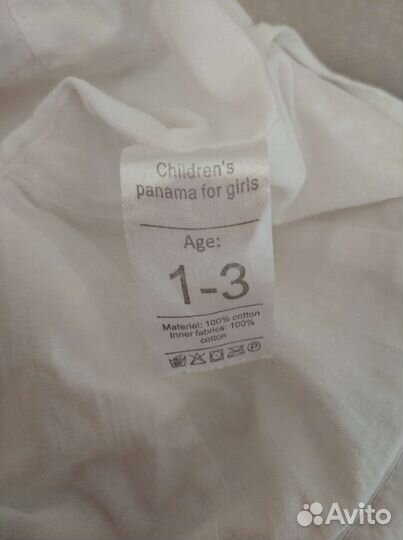 Children's
panama for girls
Age:
1-3
Material: 100% cotton
Inner fabrics: 100%
cotton
Avito